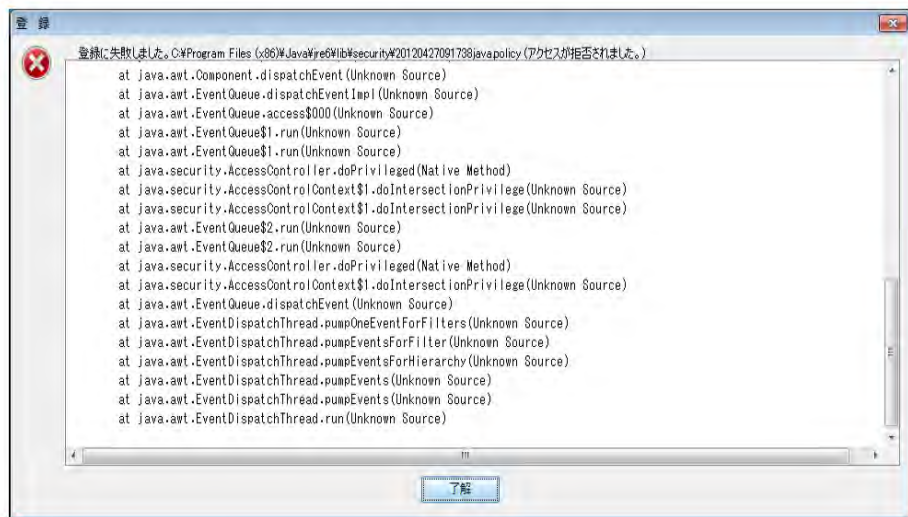 登 録
登録に失敗しました。C:¥Program Files (x86)¥Java¥jre6¥lib¥security¥20120427091738java.policy (アクセスが拒否されました。)
at java.awt.Component.dispatchEvent(Unknown Source)
at java.awt.EventQueue.dispatchEventImpl(Unknown Source)
at java.awt.EventQueue.access$000(Unknown Source)
at java.awt.EventQueue$1.run(Unknown Source)
at java.awt.EventQueue$1.run(Unknown Source)
at java.security.AccessController.doPrivileged(Native Method)
at java.security.AccessControlContext$1.doIntersectionPrivilege(Unknown Source)
at java.security.AccessControlContext$1.doIntersectionPrivilege(Unknown Source)
at java.awt.EventQueue$2.run(Unknown Source)
at java.awt.EventQueue$2.run(Unknown Source)
at java.security.AccessController.doPrivileged(Native Method)
at java.security.AccessControlContext$1.doIntersectionPrivilege(Unknown Source)
at java.awt.EventQueue.dispatchEvent(Unknown Source)
at java.awt.EventDispatchThread.pumpOneEventForFilters(Unknown Source)
at java.awt.EventDispatchThread.pumpEventsForFilter(Unknown Source)
at java.awt.EventDispatchThread.pumpEventsForHierarchy(Unknown Source)
at java.awt.EventDispatchThread.pumpEvents(Unknown Source)
at java.awt.EventDispatchThread.pumpEvents(Unknown Source)
at java.awt.EventDispatchThread.run(Unknown Source)
了解